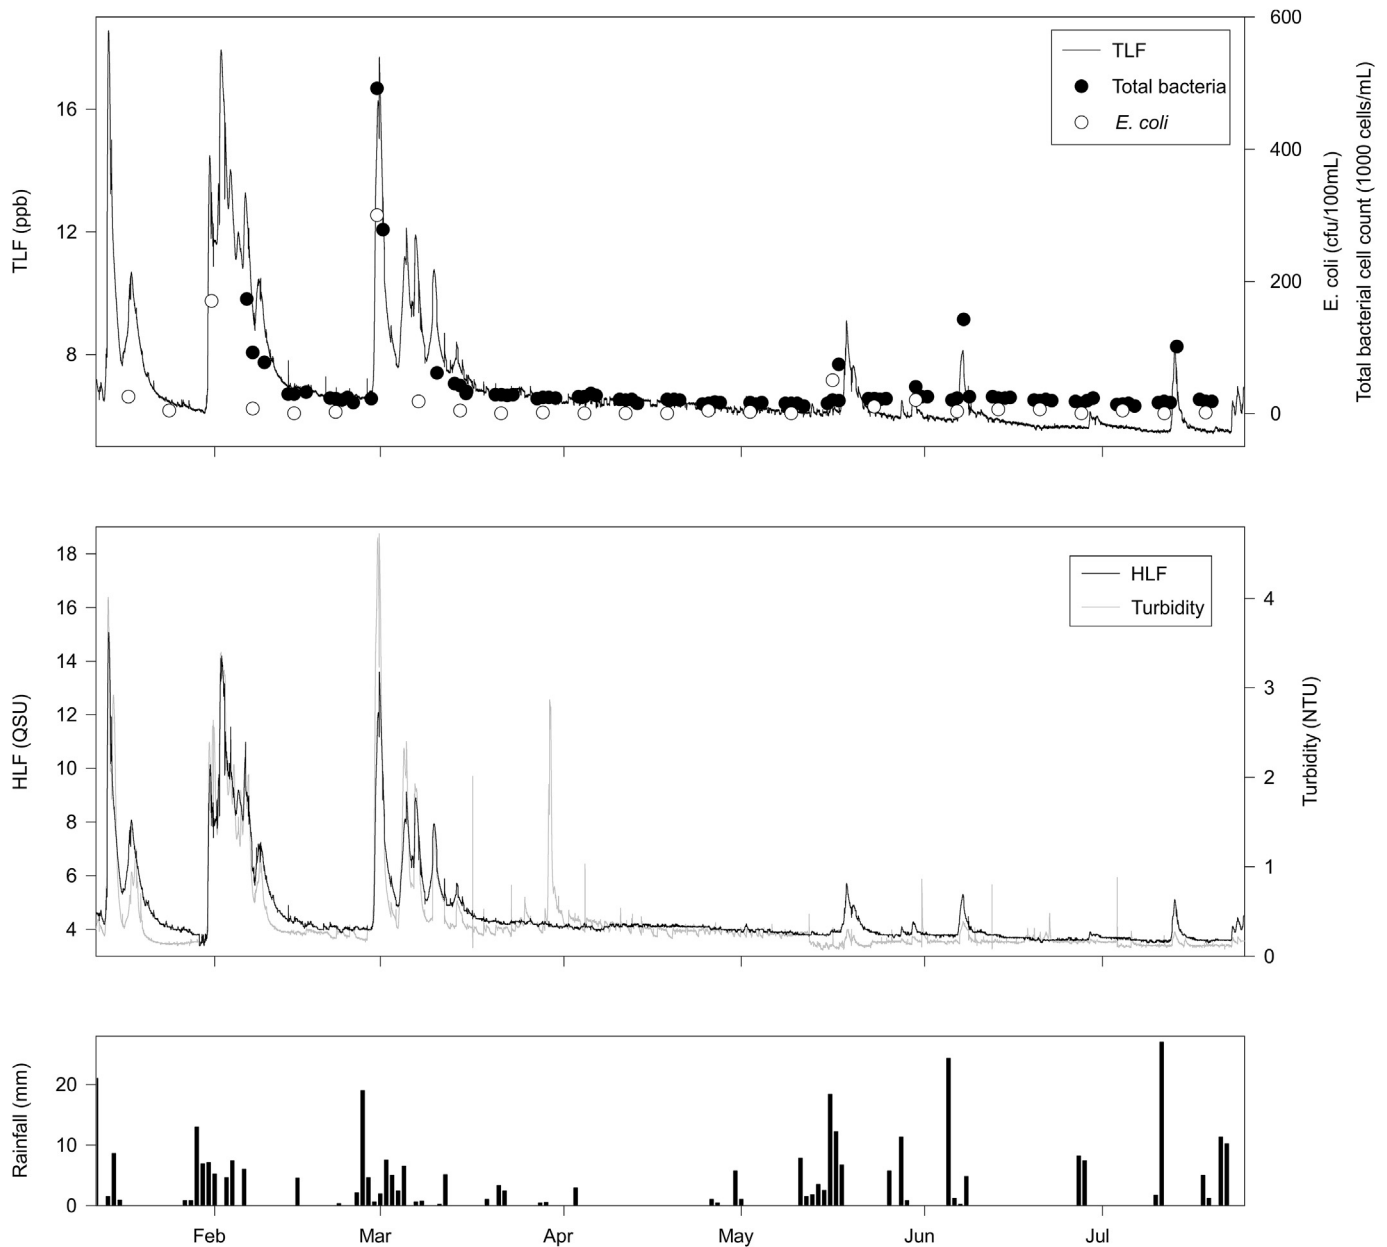 600
TLF
Total bacteria
E. coli
16
400
12
200
8
0
TLF (ppb)
E. coli (cfu/100mL)
Total bacterial cell count (1000 cells/mL)
18
HLF
Turbidity
16
4
14
3
12
10
2
8
6
1
4
0
HLF (QSU)
Turbidity (NTU)
20
10
0
Rainfall (mm)
Feb Mar Apr May Jun Jul